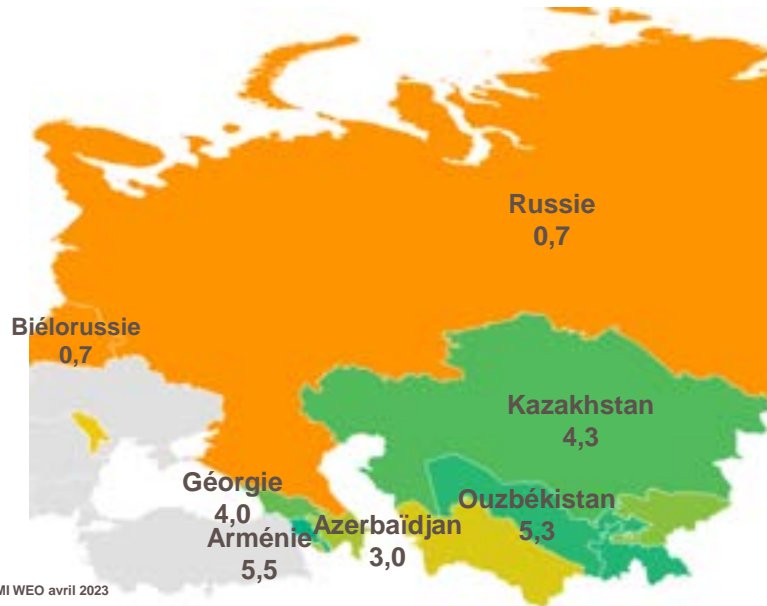 Russie
0,7
Biélorussie
0,7
Kazakhstan
4,3
Géorgie
4,0
Ouzbékistan
5,3
Azerbaïdjan
3,0
Arménie
5,5
MI WEO avril 2023